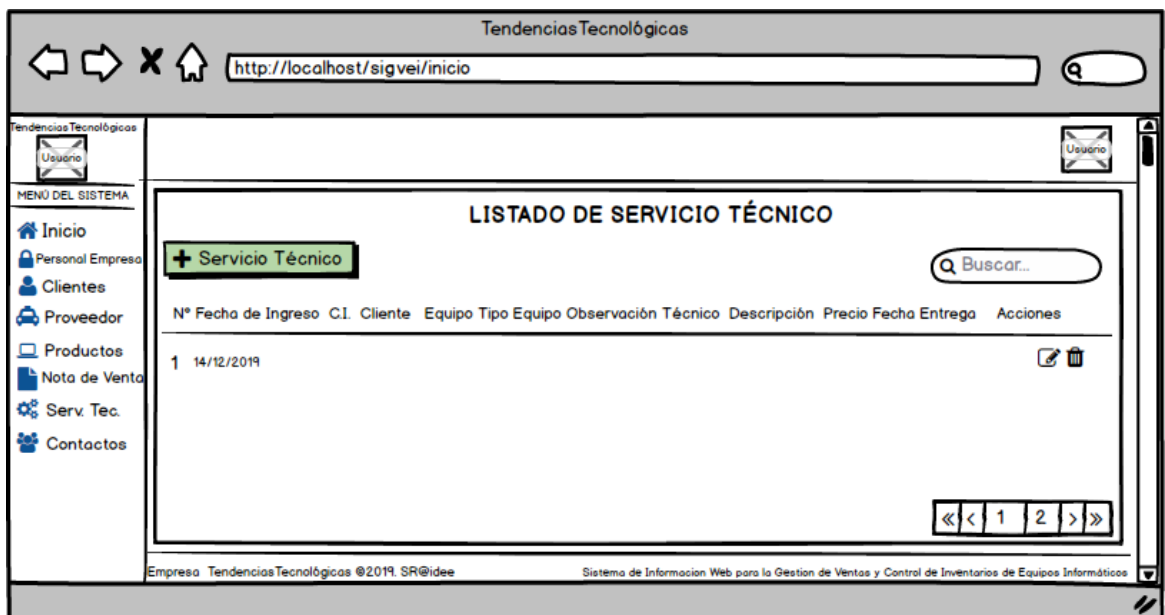 TendenciasTecnológicas
http://localhost/sigvei/inicio
TendenciasTecnológicas
Usuario
Usuario
MENÚ DEL SISTEMA
Inicio
Personal Empresa
Clientes
Proveedor
Productos
Nota de Venta
Serv. Tec.
Contactos
LISTADO DE SERVICIO TÉCNICO
+ Servicio Técnico
Buscar...
N° Fecha de Ingreso C.I. Cliente Equipo Tipo Equipo Observación Técnico Descripción Precio Fecha Entrega Acciones
1 14/12/2019
« < 1 2 > »
Empresa TendenciasTecnológicas @2019. SR@idee
Sistema de Informacion Web para la Gestion de Ventas y Control de Inventarios de Equipos Informáticos